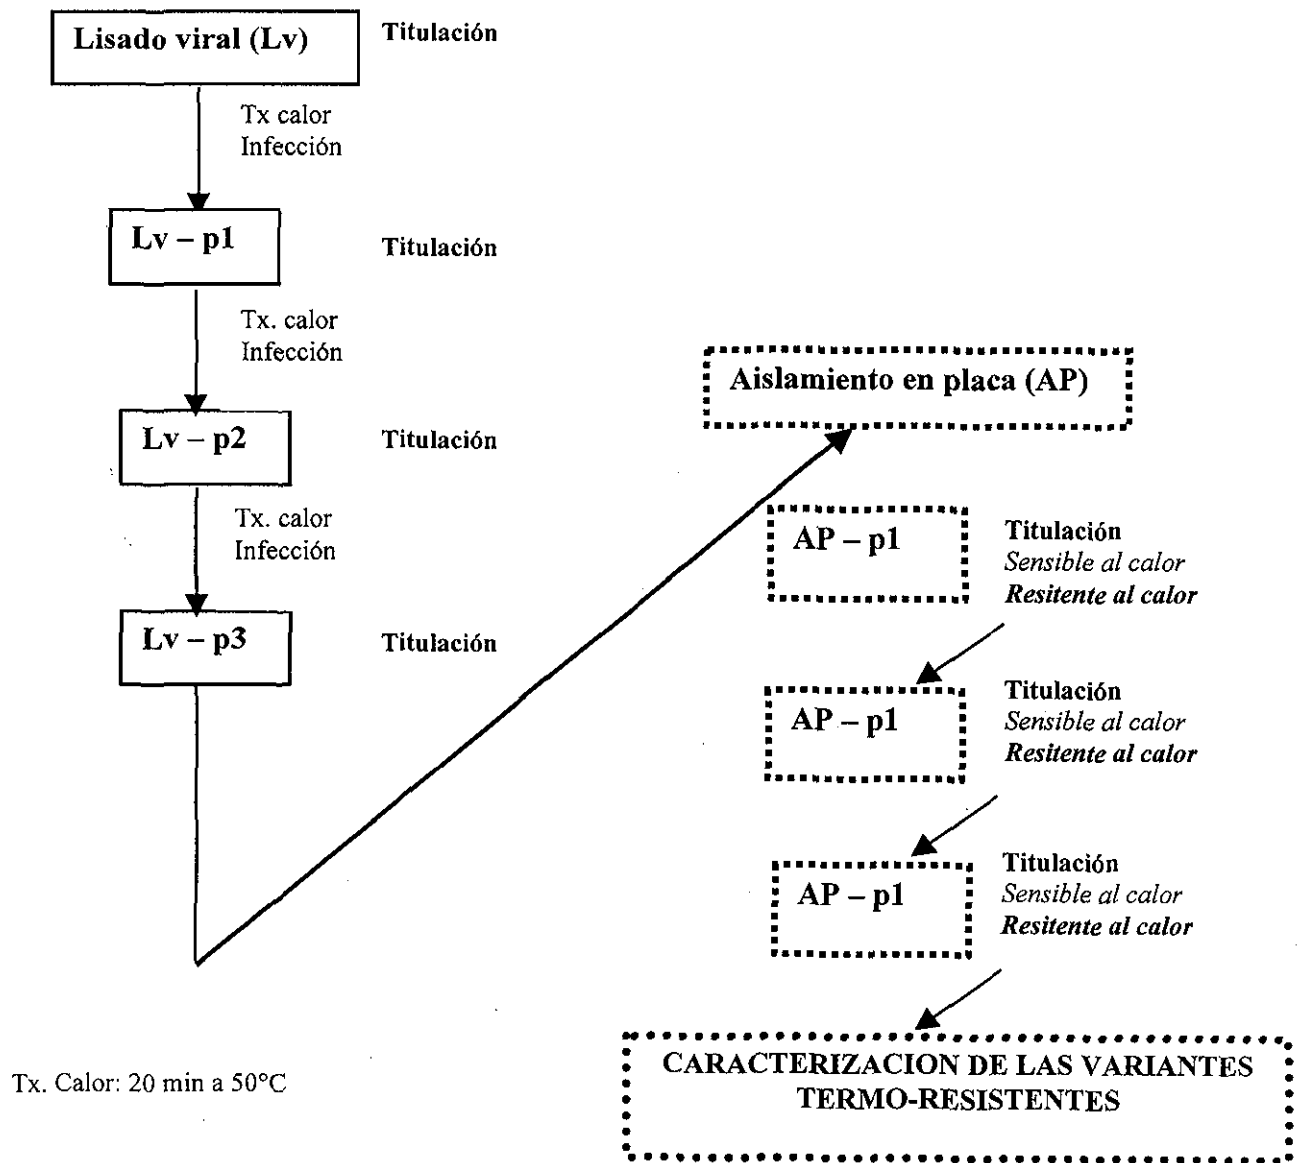 Lisado viral (Lv)
Titulación
Tx calor
Infección
Lv – p1
Titulación
Tx. calor
Infección
Lv – p2
Titulación
Tx. calor
Infección
Lv – p3
Titulación
Aislamiento en placa (AP)
AP – p1
Titulación
Sensible al calor
Resitente al calor
AP – p1
Titulación
Sensible al calor
Resitente al calor
AP – p1
Titulación
Sensible al calor
Resitente al calor
CARACTERIZACION DE LAS VARIANTES
TERMO-RESISTENTES
Tx. Calor: 20 min a 50°C